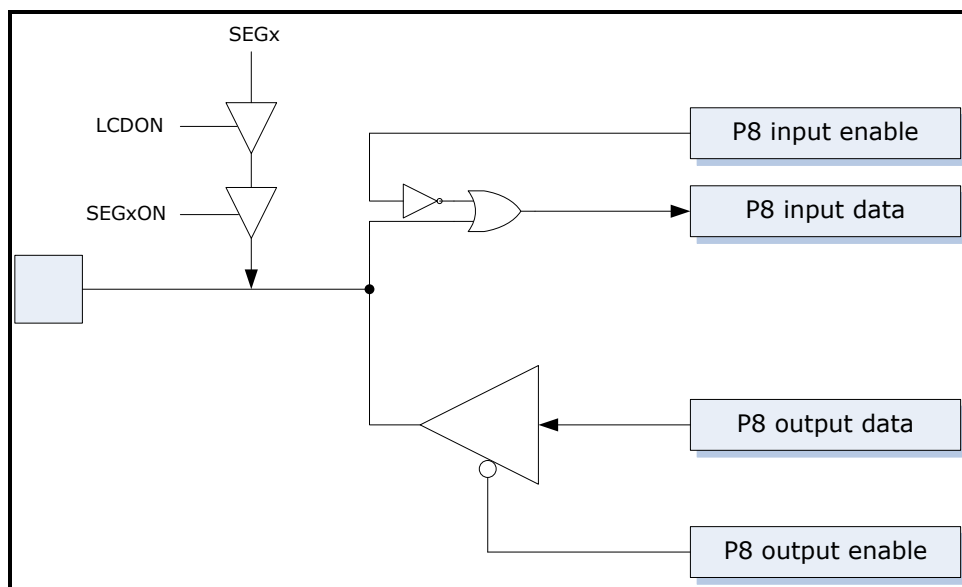 SEGx
LCDON
P8 input enable
P8 input data
SEGxON
P8 output data
P8 output enable